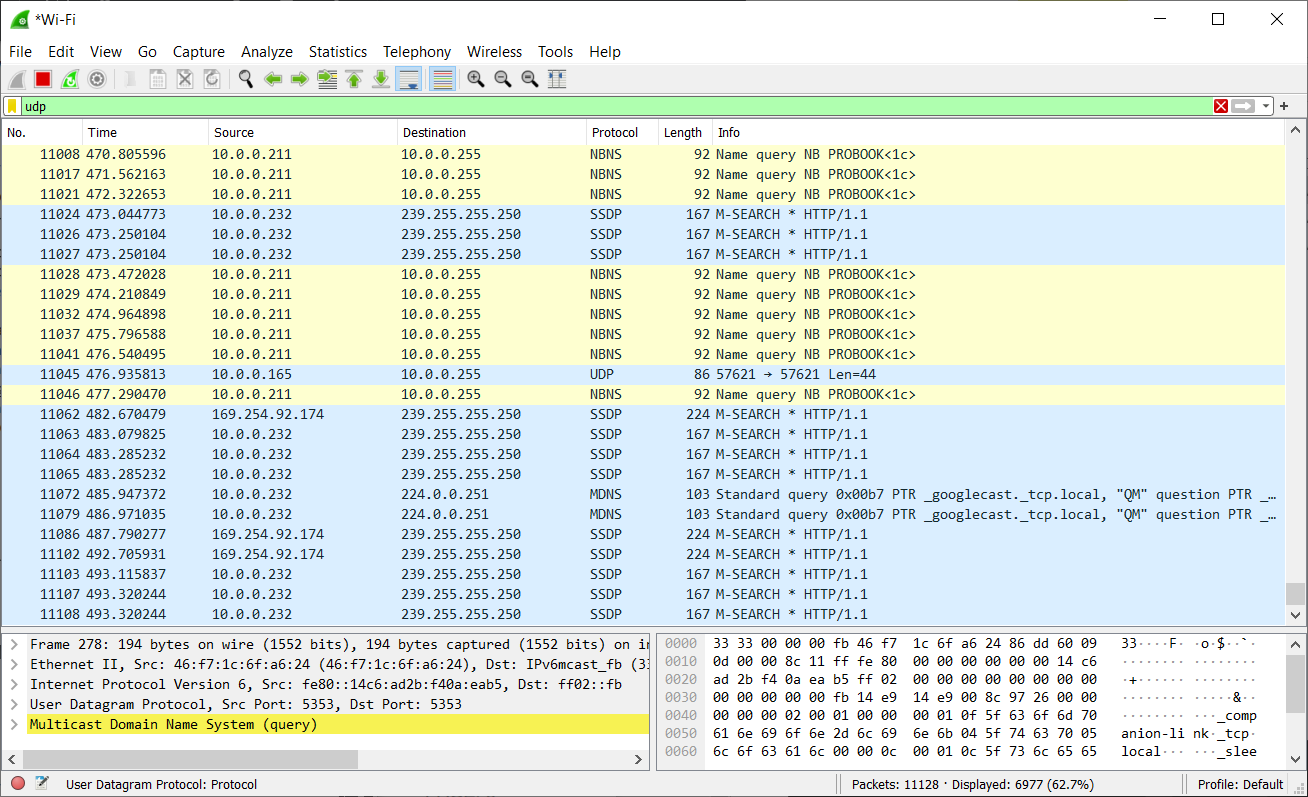 *Wi-Fi
File Edit View Go Capture Analyze Statistics Telephony Wireless Tools Help
udp
No. Time Source Destination Protocol Length Info
11008 470.805596 10.0.0.211 10.0.0.255 NBNS 92 Name query NB PROBOOK<1c>
11017 471.562163 10.0.0.211 10.0.0.255 NBNS 92 Name query NB PROBOOK<1c>
11021 472.322653 10.0.0.211 10.0.0.255 NBNS 92 Name query NB PROBOOK<1c>
11024 473.044773 10.0.0.232 239.255.255.250 SSDP 167 M-SEARCH * HTTP/1.1
11026 473.250104 10.0.0.232 239.255.255.250 SSDP 167 M-SEARCH * HTTP/1.1
11027 473.250104 10.0.0.232 239.255.255.250 SSDP 167 M-SEARCH * HTTP/1.1
11028 473.472028 10.0.0.211 10.0.0.255 NBNS 92 Name query NB PROBOOK<1c>
11029 474.210849 10.0.0.211 10.0.0.255 NBNS 92 Name query NB PROBOOK<1c>
11032 474.964898 10.0.0.211 10.0.0.255 NBNS 92 Name query NB PROBOOK<1c>
11037 475.796588 10.0.0.211 10.0.0.255 NBNS 92 Name query NB PROBOOK<1c>
11041 476.540495 10.0.0.211 10.0.0.255 NBNS 92 Name query NB PROBOOK<1c>
11045 476.935813 10.0.0.165 10.0.0.255 UDP 86 57621 → 57621 Len=44
11046 477.290470 10.0.0.211 10.0.0.255 NBNS 92 Name query NB PROBOOK<1c>
11062 482.670479 169.254.92.174 239.255.255.250 SSDP 224 M-SEARCH * HTTP/1.1
11063 483.079825 10.0.0.232 239.255.255.250 SSDP 167 M-SEARCH * HTTP/1.1
11064 483.285232 10.0.0.232 239.255.255.250 SSDP 167 M-SEARCH * HTTP/1.1
11065 483.285232 10.0.0.232 239.255.255.250 SSDP 167 M-SEARCH * HTTP/1.1
11072 485.947372 10.0.0.232 224.0.0.251 MDNS 103 Standard query 0x00b7 PTR _googlecast._tcp.local, "QM" question PTR _…
11079 486.971035 10.0.0.232 224.0.0.251 MDNS 103 Standard query 0x00b7 PTR _googlecast._tcp.local, "QM" question PTR _…
11086 487.790277 169.254.92.174 239.255.255.250 SSDP 224 M-SEARCH * HTTP/1.1
11102 492.705931 169.254.92.174 239.255.255.250 SSDP 224 M-SEARCH * HTTP/1.1
11103 493.115837 10.0.0.232 239.255.255.250 SSDP 167 M-SEARCH * HTTP/1.1
11107 493.320244 10.0.0.232 239.255.255.250 SSDP 167 M-SEARCH * HTTP/1.1
11108 493.320244 10.0.0.232 239.255.255.250 SSDP 167 M-SEARCH * HTTP/1.1
Frame 278: 194 bytes on wire (1552 bits), 194 bytes captured (1552 bits) on in
Ethernet II, Src: 46:f7:1c:6f:a6:24 (46:f7:1c:6f:a6:24), Dst: IPv6mcast_fb (33
Internet Protocol Version 6, Src: fe80::14c6:ad2b:f40a:eab5, Dst: ff02::fb
User Datagram Protocol, Src Port: 5353, Dst Port: 5353
Multicast Domain Name System (query)
0000 33 33 00 00 00 fb 46 f7 1c 6f a6 24 86 dd 60 09 33····F· ·o·$··`·
0010 0d 00 00 8c 11 ff fe 80 00 00 00 00 00 00 14 c6 ········ ········
0020 ad 2b f4 0a ea b5 ff 02 00 00 00 00 00 00 00 00 ·+······ ········
0030 00 00 00 00 00 fb 14 e9 14 e9 00 8c 97 26 00 00 ········ ·····&··
0040 00 00 00 02 00 01 00 00 00 01 0f 5f 63 6f 6d 70 ········ ···_comp
0050 61 6e 69 6f 6e 2d 6c 69 6e 6b 04 5f 74 63 70 05 anion-li nk·_tcp·
0060 6c 6f 63 61 6c 00 00 0c 00 01 0c 5f 73 6c 65 65 local··· ···_slee
User Datagram Protocol: Protocol
Packets: 11128 · Displayed: 6977 (62.7%)
Profile: Default